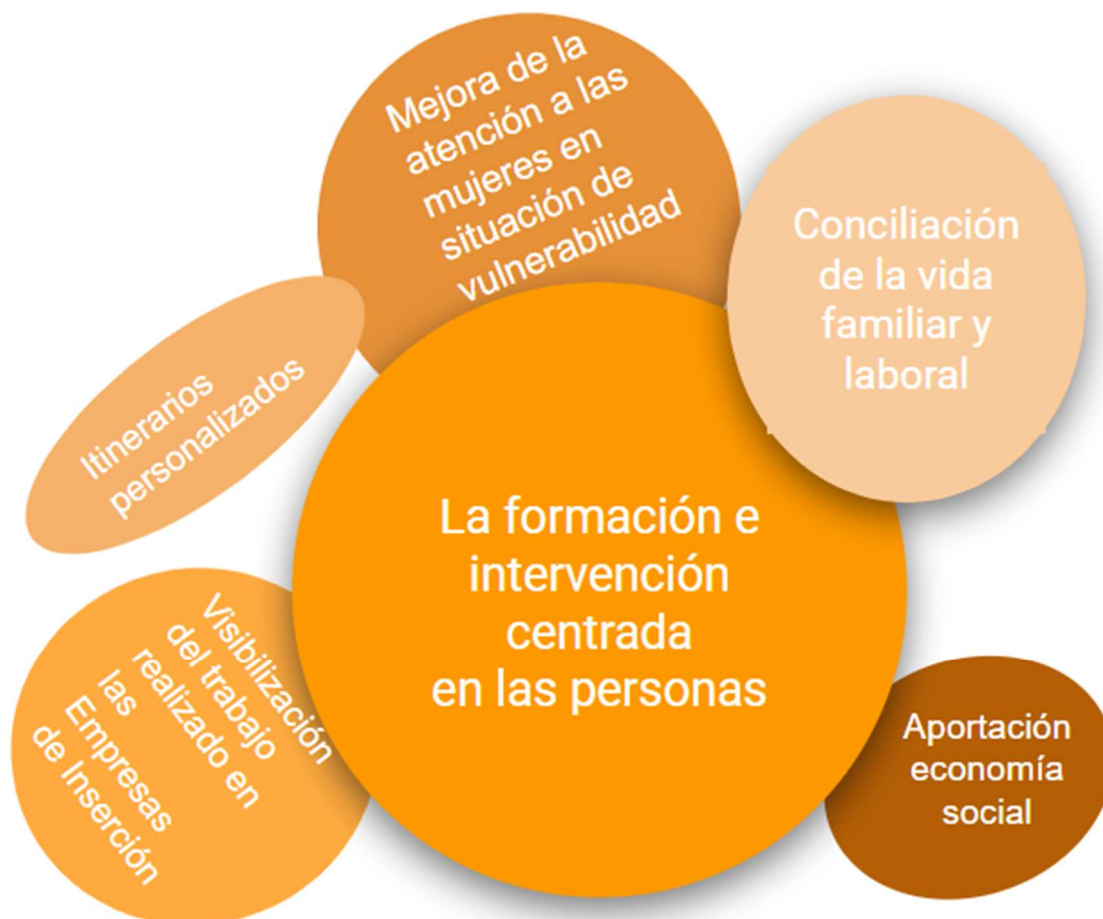 Mejora de la
atención a las
mujeres en
situación de
vulnerabilidad
Conciliación
de la vida
familiar y
laboral
Itinerarios
personalizados
La formación e
intervención
centrada
en las personas
Visibilización
del trabajo
realizado en
las
Empresas
de Inserción
Aportación
economía
social